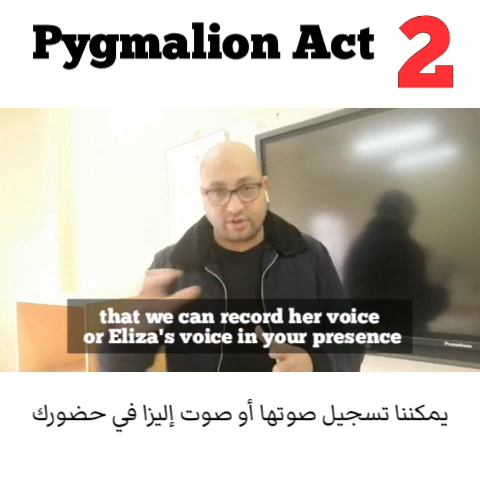 Pygmalion Act 2
that we can record her voice
or Eliza's voice in your presence
Promethean
يمكننا تسجيل صوتها أو صوت إليزا في حضورك